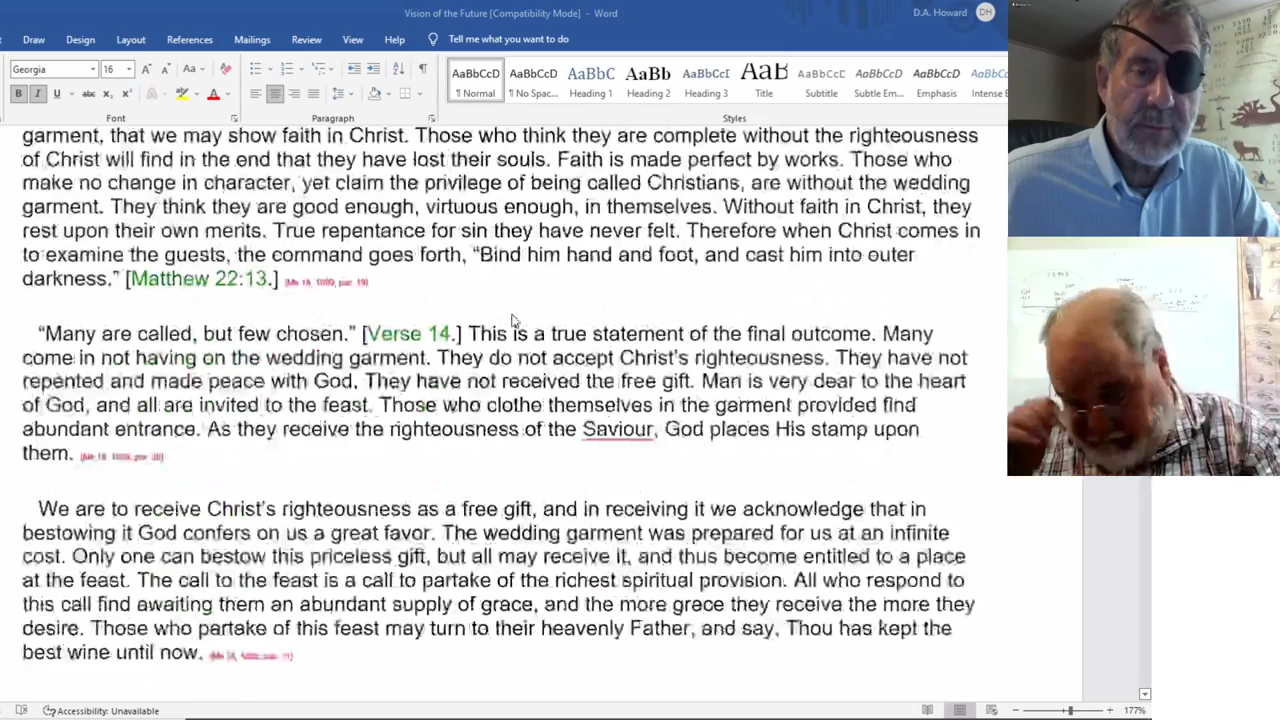 Vision of the Future [Compatibility Mode] - Word
D.A. Howard
DH
Draw Design Layout References Mailings Review View Help Tell me what you want to do
Georgia 16 A A Aa
B I U abc x₂ x² A A
AaBbCcD AaBbCcD AaBbC AaBb AaBbCcD AaB AaBbCcD AaBbCcD AaBbCcD AaBbCcD
¶ Normal ¶ No Spac... Heading 1 Heading 2 Heading 3 Title Subtitle Subtle Em... Emphasis Intense E
Font Paragraph Styles
garment, that we may show faith in Christ. Those who think they are complete without the righteousness
of Christ will find in the end that they have lost their souls. Faith is made perfect by works. Those who
make no change in character, yet claim the privilege of being called Christians, are without the wedding
garment. They think they are good enough, virtuous enough, in themselves. Without faith in Christ, they
rest upon their own merits. True repentance for sin they have never felt. Therefore when Christ comes in
to examine the guests, the command goes forth, “Bind him hand and foot, and cast him into outer
darkness.” [Matthew 22:13.]
“Many are called, but few chosen.” [Verse 14.] This is a true statement of the final outcome. Many
come in not having on the wedding garment. They do not accept Christ’s righteousness. They have not
repented and made peace with God. They have not received the free gift. Man is very dear to the heart
of God, and all are invited to the feast. Those who clothe themselves in the garment provided find
abundant entrance. As they receive the righteousness of the Saviour, God places His stamp upon
them.
We are to receive Christ’s righteousness as a free gift, and in receiving it we acknowledge that in
bestowing it God confers on us a great favor. The wedding garment was prepared for us at an infinite
cost. Only one can bestow this priceless gift, but all may receive it, and thus become entitled to a place
at the feast. The call to the feast is a call to partake of the richest spiritual provision. All who respond to
this call find awaiting them an abundant supply of grace, and the more grace they receive the more they
desire. Those who partake of this feast may turn to their heavenly Father, and say, Thou has kept the
best wine until now.
Accessibility: Unavailable
177%